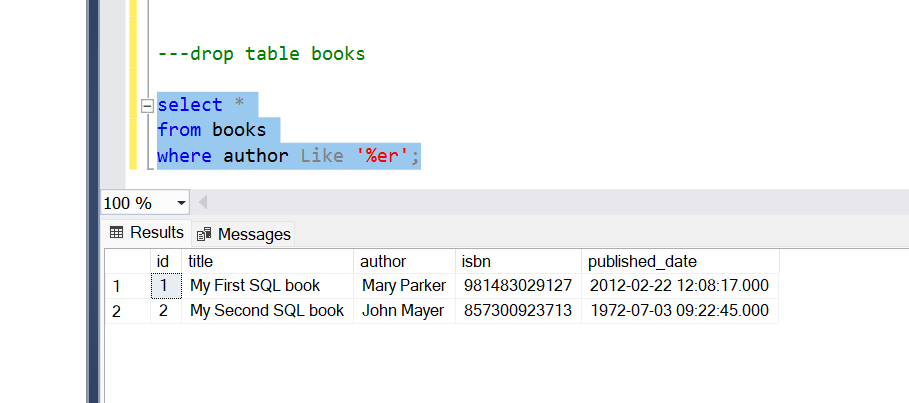 ---drop table books
select *
from books
where author Like '%er';
100 %
Results Messages
id title author isbn published_date
1 1 My First SQL book Mary Parker 981483029127 2012-02-22 12:08:17.000
2 2 My Second SQL book John Mayer 857300923713 1972-07-03 09:22:45.000